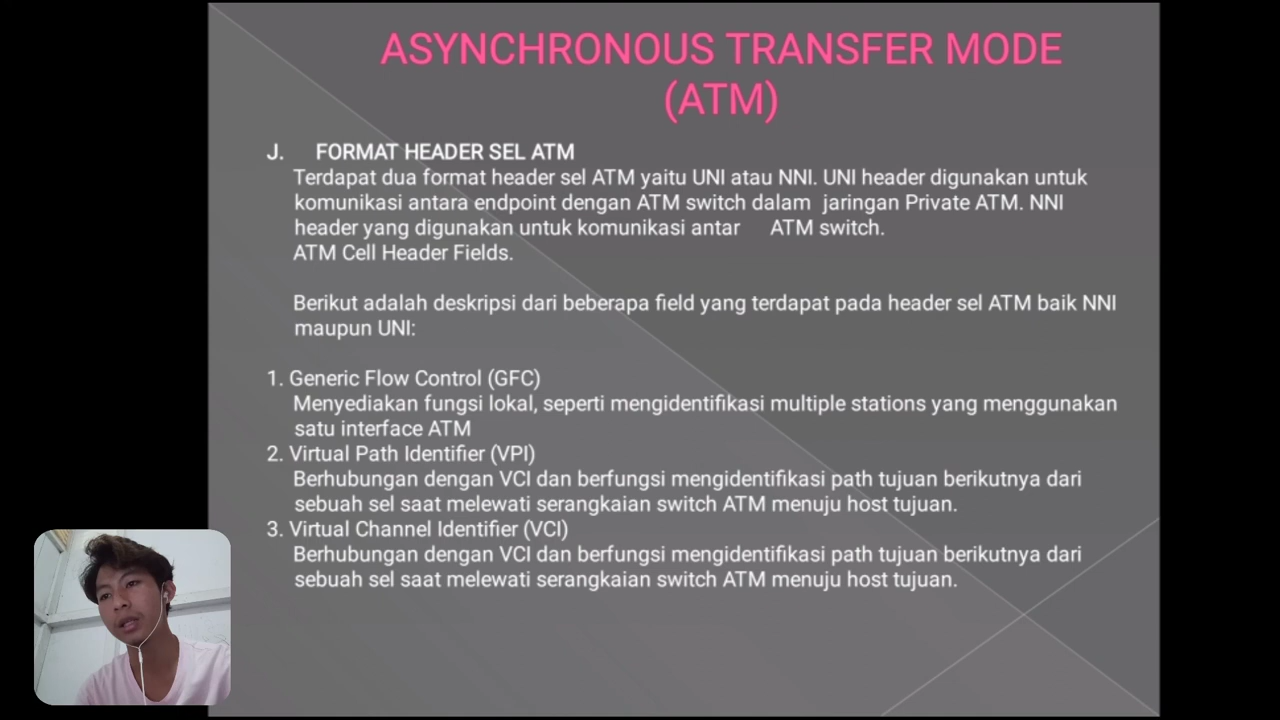 ASYNCHRONOUS TRANSFER MODE
(ATM)
J. FORMAT HEADER SEL ATM
Terdapat dua format header sel ATM yaitu UNI atau NNI. UNI header digunakan untuk
komunikasi antara endpoint dengan ATM switch dalam jaringan Private ATM. NNI
header yang digunakan untuk komunikasi antar ATM switch.
ATM Cell Header Fields.
Berikut adalah deskripsi dari beberapa field yang terdapat pada header sel ATM baik NNI
maupun UNI:
1. Generic Flow Control (GFC)
Menyediakan fungsi lokal, seperti mengidentifikasi multiple stations yang menggunakan
satu interface ATM
2. Virtual Path Identifier (VPI)
Berhubungan dengan VCI dan berfungsi mengidentifikasi path tujuan berikutnya dari
sebuah sel saat melewati serangkaian switch ATM menuju host tujuan.
3. Virtual Channel Identifier (VCI)
Berhubungan dengan VCI dan berfungsi mengidentifikasi path tujuan berikutnya dari
sebuah sel saat melewati serangkaian switch ATM menuju host tujuan.